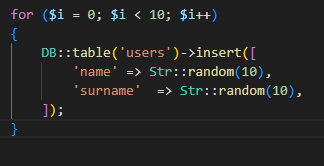 for ($i = 0; $i < 10; $i++)
{
    DB::table('users')->insert([
        'name' => Str::random(10),
        'surname'  => Str::random(10),
    ]);
}